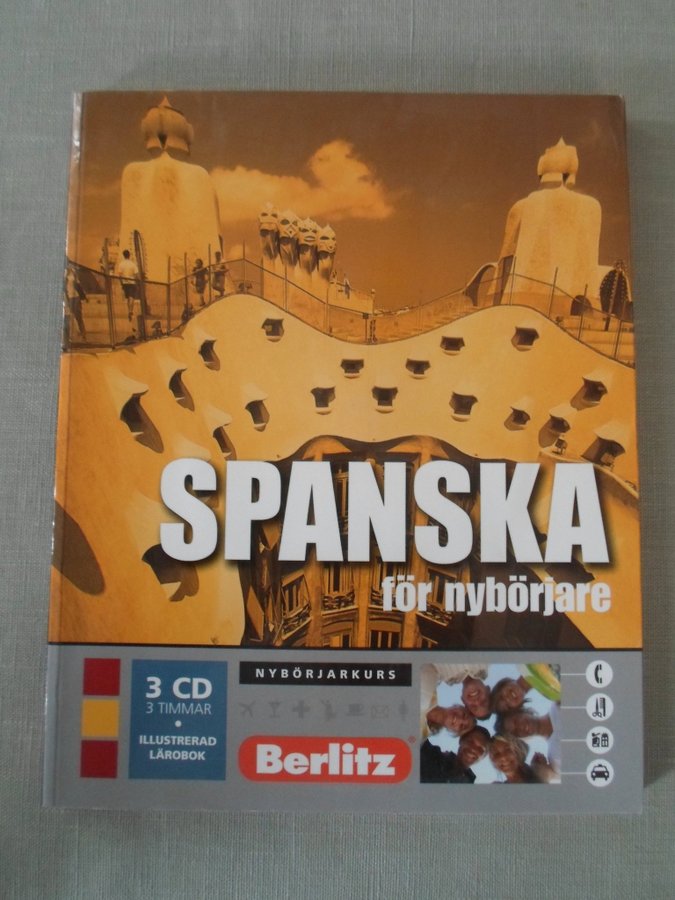 SPANSKA
för nybörjare
NYBÖRJARKURS
3 CD
3 TIMMAR
•
ILLUSTRERAD
LÄROBOK
Berlitz®